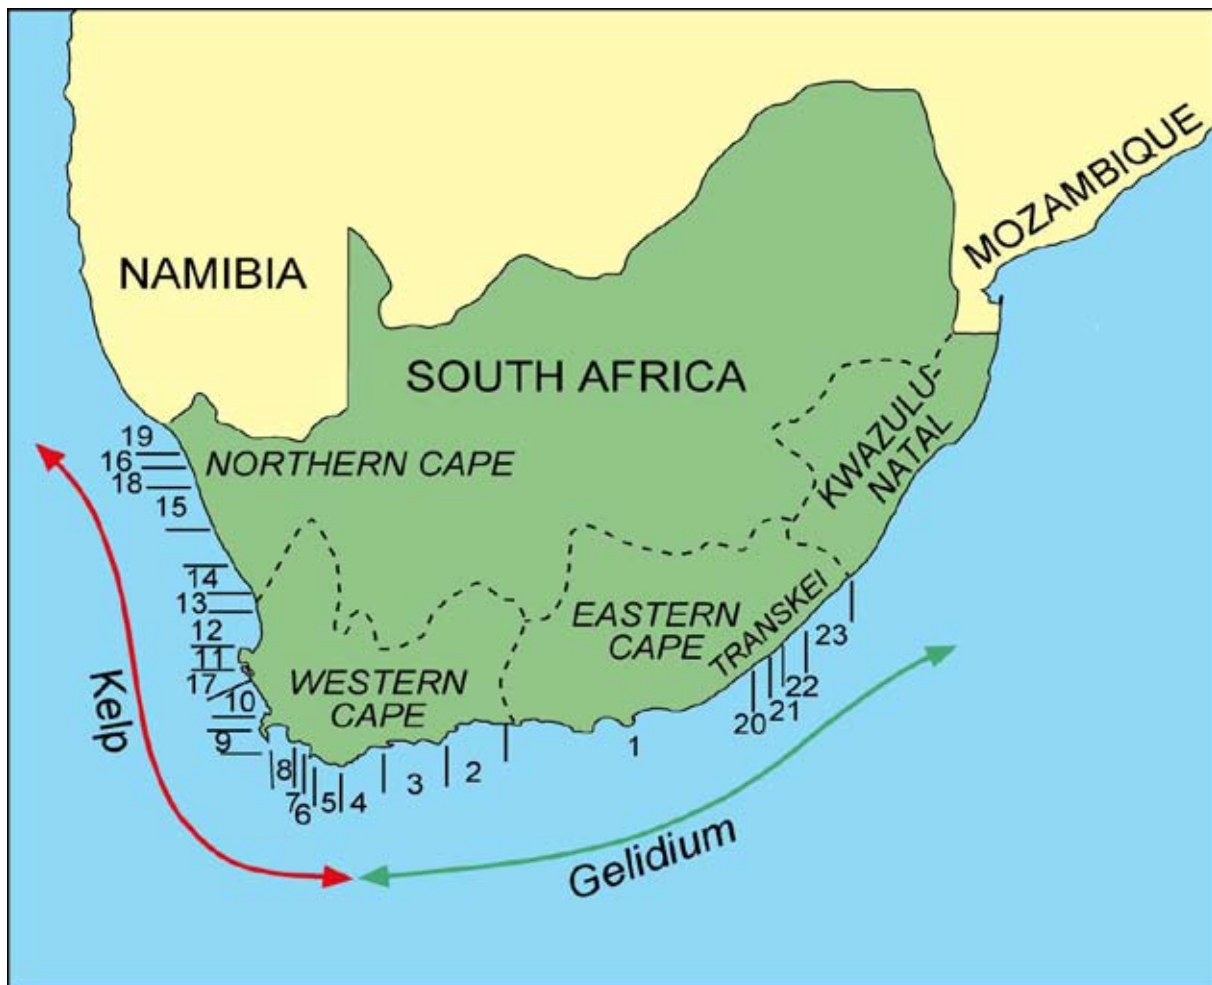 MOZAMBIQUE
NAMIBIA
SOUTH AFRICA
KWAZULU-
NATAL
NORTHERN CAPE
19
16
18
15
14
13
12
11
17
10
9
EASTERN
CAPE
TRANSKEI
WESTERN
CAPE
Kelp
8
7
6
5
4
3
2
1
20
21
22
23
Gelidium